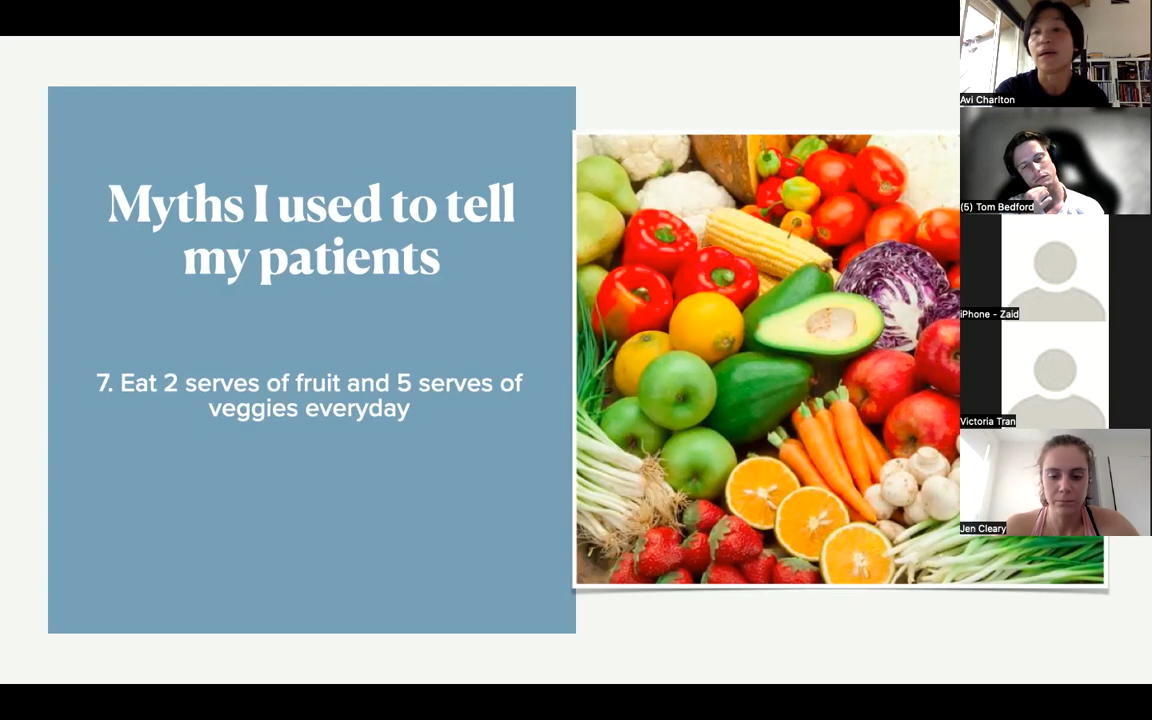 Myths I used to tell
my patients
7. Eat 2 serves of fruit and 5 serves of
veggies everyday
Avi Charlton
(5) Tom Bedford
iPhone - Zaid
Victoria Tran
Jen Cleary